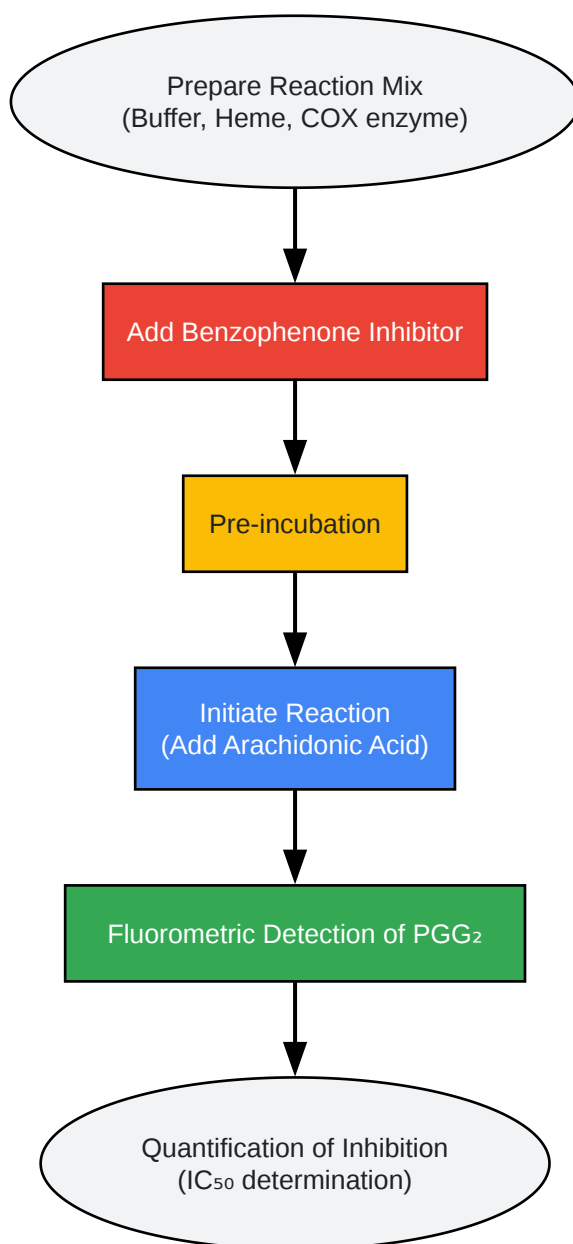 Prepare Reaction Mix
(Buffer, Heme, COX enzyme)
Add Benzophenone Inhibitor
Pre-incubation
Initiate Reaction
(Add Arachidonic Acid)
Fluorometric Detection of PGG₂
Quantification of Inhibition
(IC₅₀ determination)